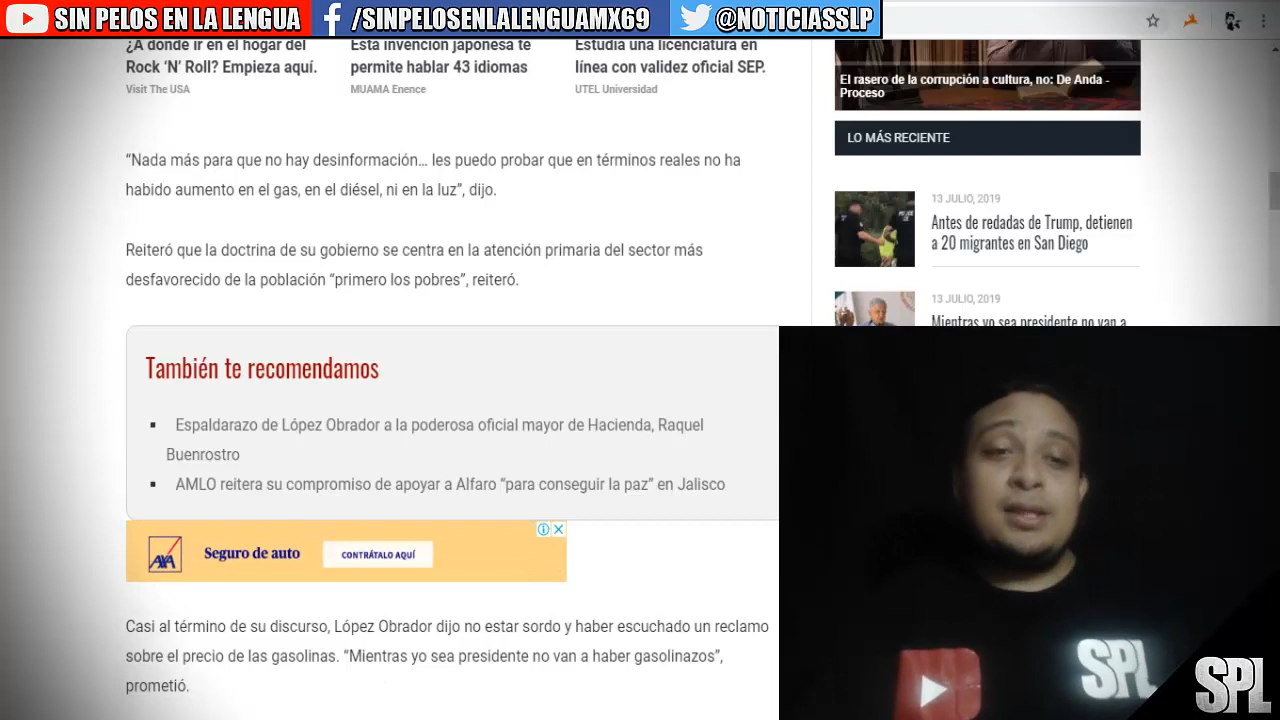 SIN PELOS EN LA LENGUA
/SINPELOSENLALENGUAMX69
@NOTICIASSLP
¿A dónde ir en el hogar del
Rock ‘N’ Roll? Empieza aquí.
Visit The USA
Esta invención japonesa te
permite hablar 43 idiomas
MUAMA Enence
Estudia una licenciatura en
línea con validez oficial SEP.
UTEL Universidad
“Nada más para que no hay desinformación… les puedo probar que en términos reales no ha
habido aumento en el gas, en el diésel, ni en la luz”, dijo.
Reiteró que la doctrina de su gobierno se centra en la atención primaria del sector más
desfavorecido de la población “primero los pobres”, reiteró.
También te recomendamos
Espaldarazo de López Obrador a la poderosa oficial mayor de Hacienda, Raquel
Buenrostro
AMLO reitera su compromiso de apoyar a Alfaro “para conseguir la paz” en Jalisco
AXA
Seguro de auto
CONTRÁTALO AQUÍ
Casi al término de su discurso, López Obrador dijo no estar sordo y haber escuchado un reclamo
sobre el precio de las gasolinas. “Mientras yo sea presidente no van a haber gasolinazos”,
prometió.
El rasero de la corrupción a cultura, no: De Anda -
Proceso
LO MÁS RECIENTE
13 JULIO, 2019
Antes de redadas de Trump, detienen
a 20 migrantes en San Diego
13 JULIO, 2019
Mientras yo sea presidente no van a
SPL
SPL